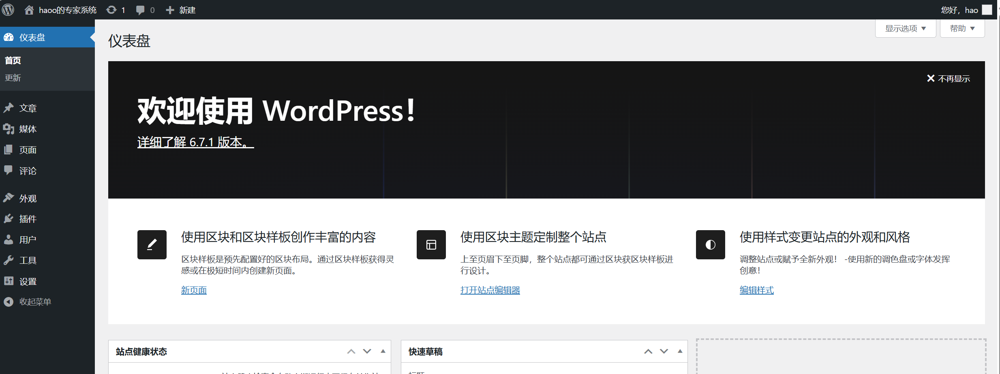 haoo的专家系统 1 0 新建 您好，hao
仪表盘
首页
更新
文章
媒体
页面
评论
外观
插件
用户
工具
设置
收起菜单
显示选项 帮助
仪表盘
不再显示
欢迎使用 WordPress！
详细了解 6.7.1 版本。
使用区块和区块样板创作丰富的内容
区块样板是预先配置好的区块布局。通过区块样板获得灵
感或在极短时间内创建新页面。
新页面
使用区块主题定制整个站点
上至页眉下至页脚，整个站点都可通过区块获区块样板进
行设计。
打开站点编辑器
使用样式变更站点的外观和风格
调整站点或赋予全新外观！ -使用新的调色盘或字体发挥
创意！
编辑样式
站点健康状态
快速草稿